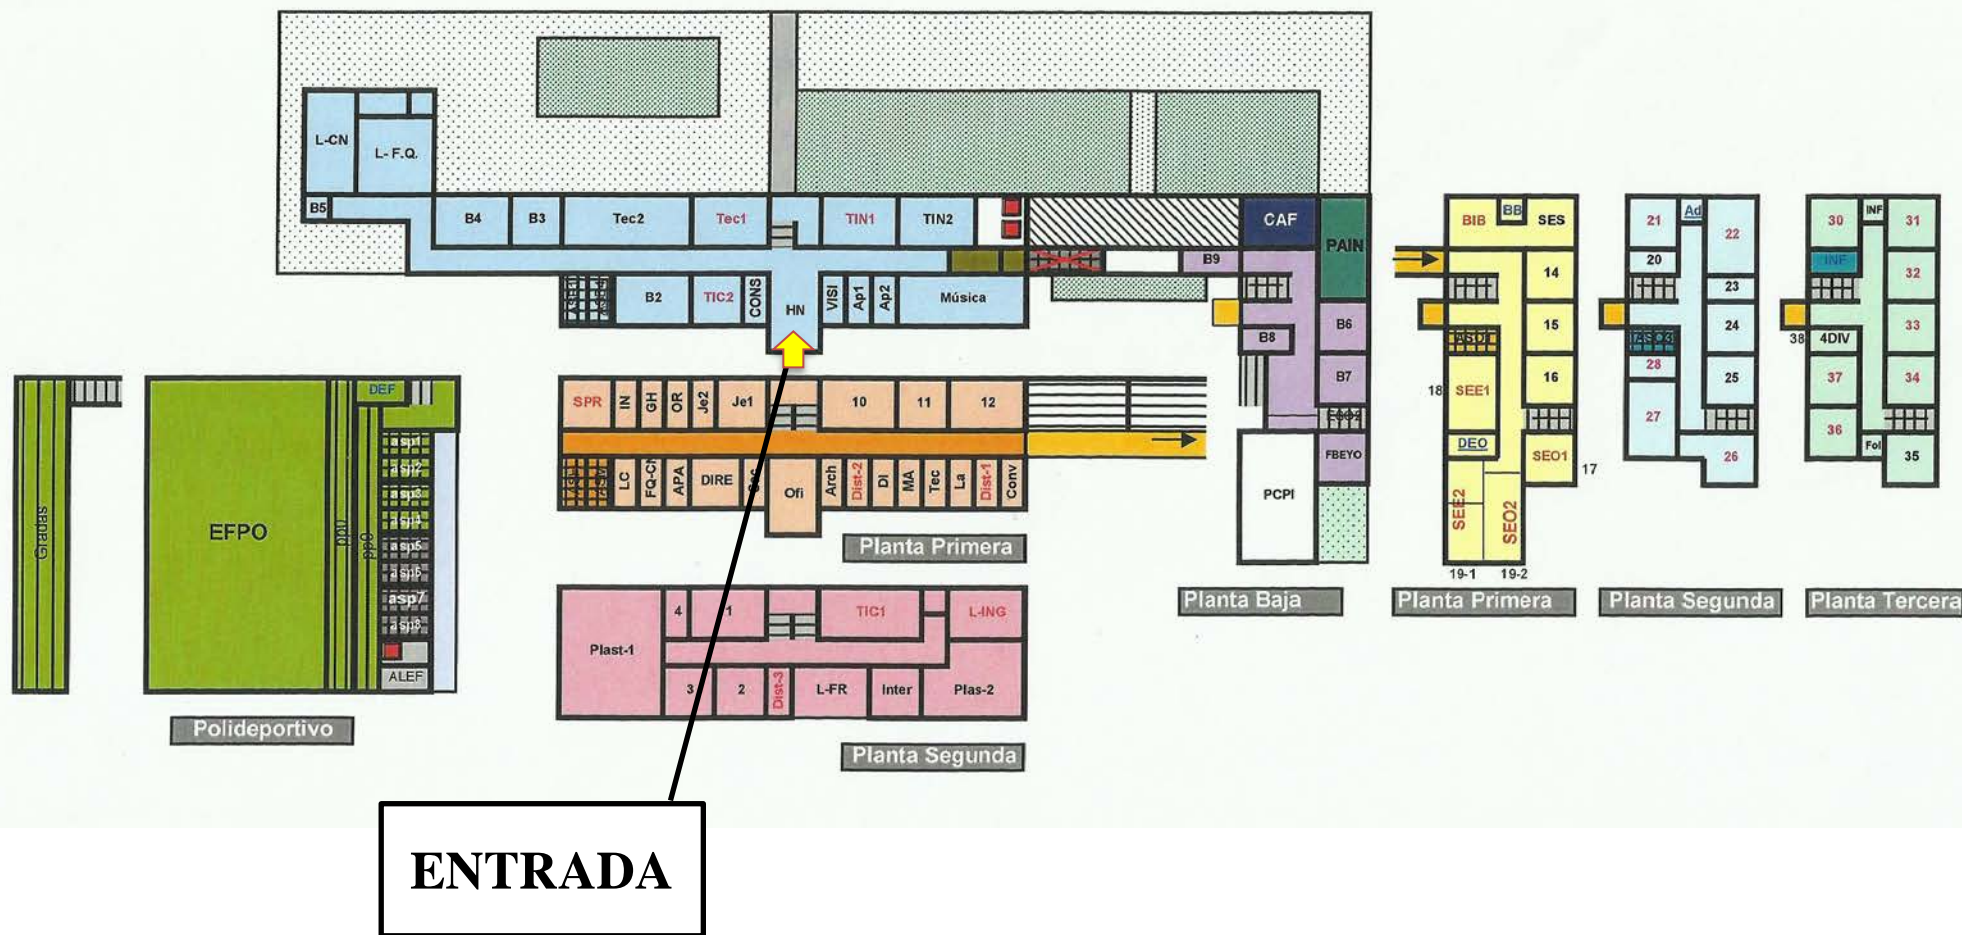 L-CN
L- F.Q.
B5
B4
B3
Tec2
Tec1
TIN1
TIN2
CAF
PAIN
B9
B2
TIC2
CONS
HN
VISI
Ap1
Ap2
Música
B8
B6
B7
FBEYO
PCPI
Planta Baja
BIB
BB
SES
14
15
16
18
SEE1
DEO
SEO1
17
SEE2
SEO2
19-1
19-2
Planta Primera
21
Ad
22
20
23
24
28
25
27
26
Planta Segunda
30
INF
31
INF
32
33
38
4DIV
37
34
36
Fol
35
Planta Tercera
Gradas
EFPO
DEF
asp1
asp2
asp3
asp4
asp5
asp6
asp7
asp8
ALEF
Polideportivo
SPR
IN
GH
OR
Je2
Je1
10
11
12
LC
FQ-CN
APA
DIRE
Ofi
Arch
Dist-2
DI
MA
Tec
La
Dist-1
Conv
Planta Primera
Plast-1
4
1
TIC1
L-ING
3
2
Dist-3
L-FR
Inter
Plas-2
Planta Segunda
ENTRADA